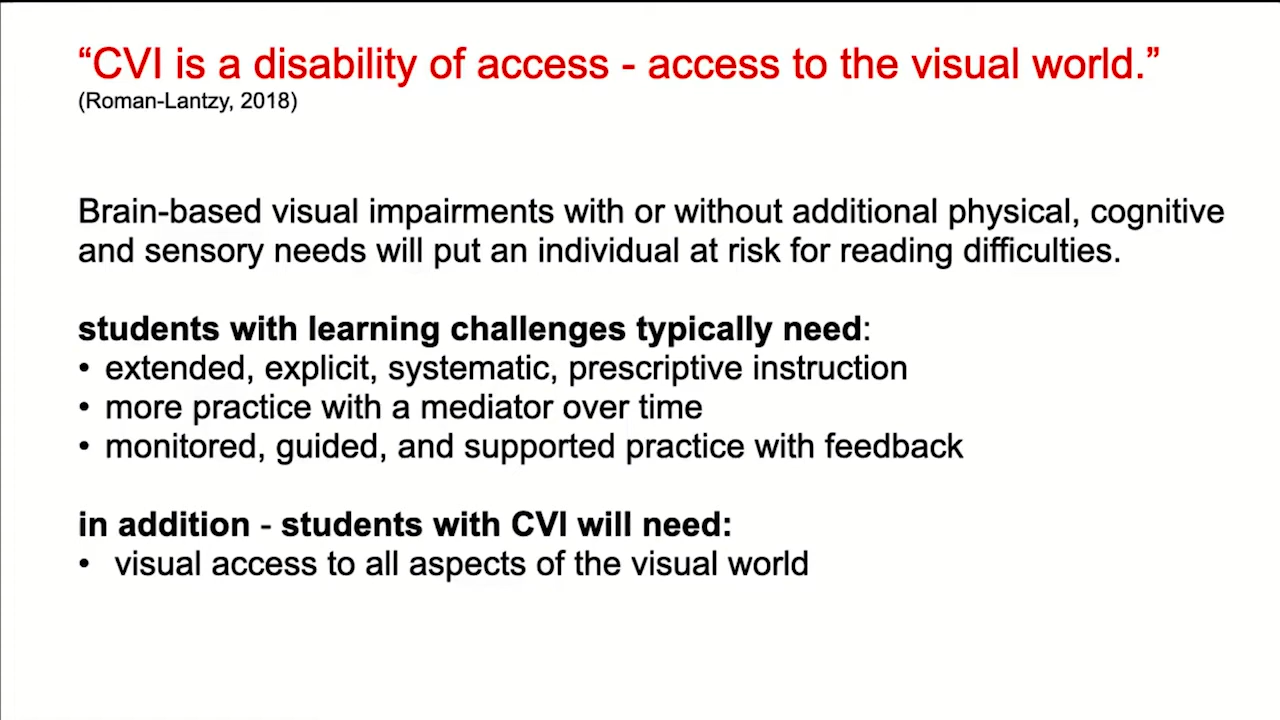 “CVI is a disability of access - access to the visual world.”
(Roman-Lantzy, 2018)
Brain-based visual impairments with or without additional physical, cognitive
and sensory needs will put an individual at risk for reading difficulties.
students with learning challenges typically need:
• extended, explicit, systematic, prescriptive instruction
• more practice with a mediator over time
• monitored, guided, and supported practice with feedback
in addition - students with CVI will need:
• visual access to all aspects of the visual world